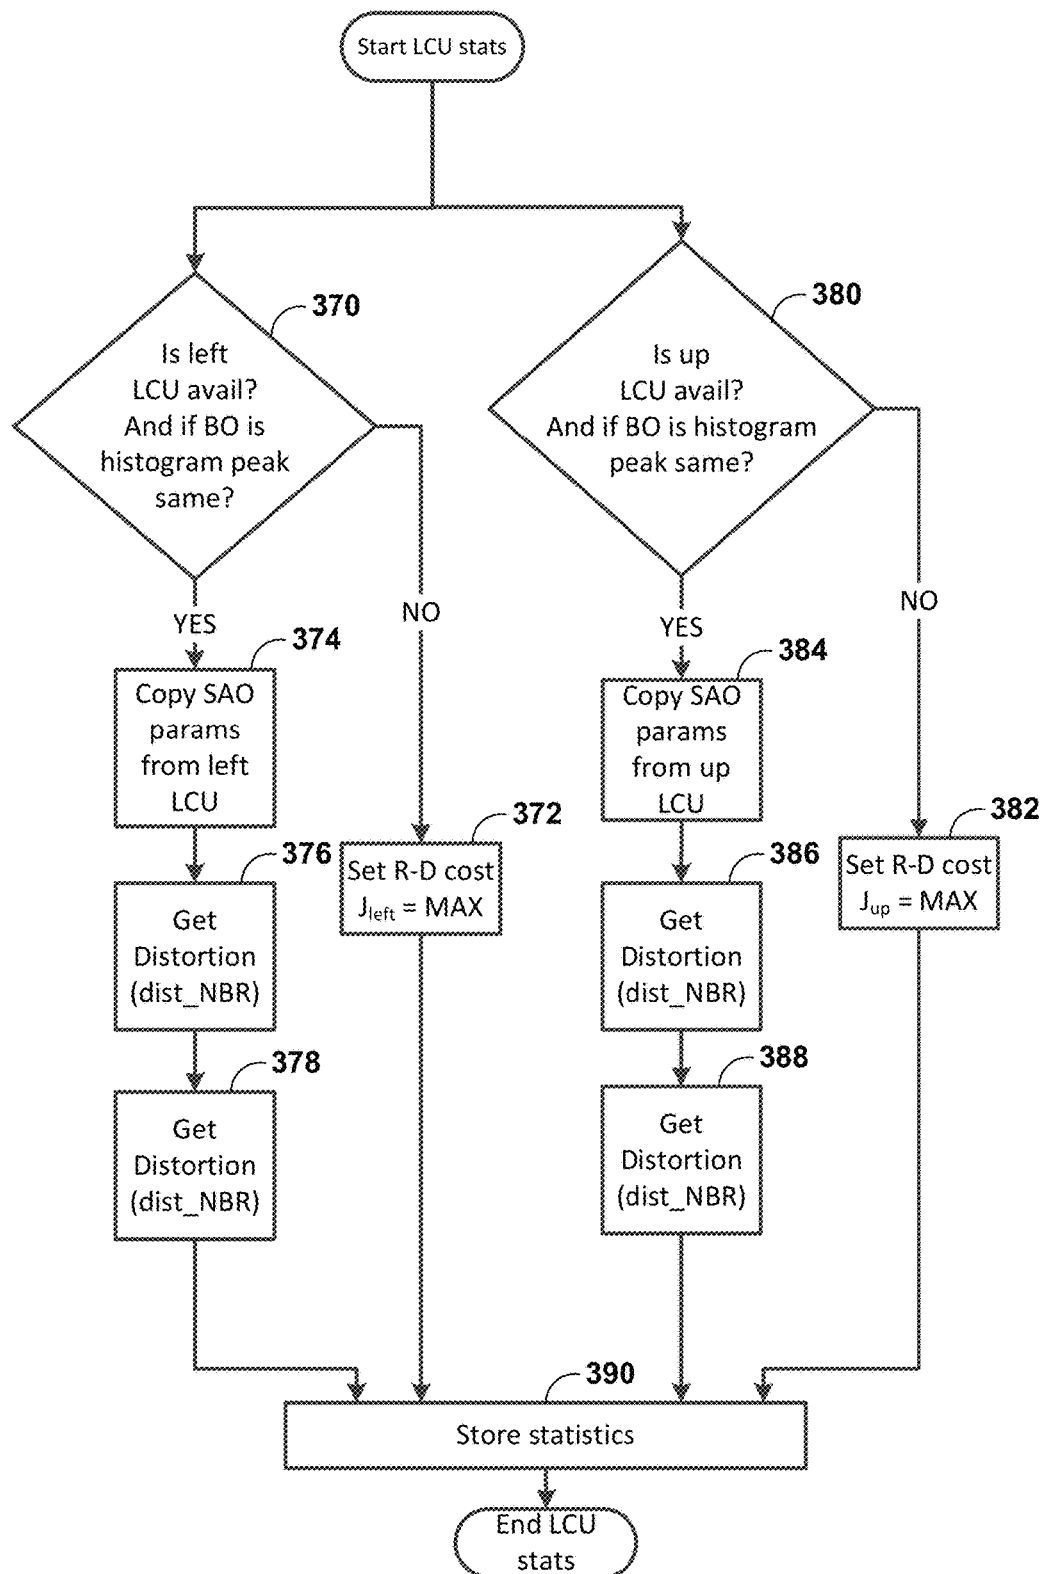 Start LCU stats
370
Is left
LCU avail?
And if BO is
histogram peak
same?
380
Is up
LCU avail?
And if BO is histogram
peak same?
YES
NO
YES
NO
374
Copy SAO
params
from left
LCU
384
Copy SAO
params
from up
LCU
372
Set R-D cost
Jleft = MAX
382
Set R-D cost
Jup = MAX
376
Get
Distortion
(dist_NBR)
386
Get
Distortion
(dist_NBR)
378
Get
Distortion
(dist_NBR)
388
Get
Distortion
(dist_NBR)
390
Store statistics
End LCU
stats